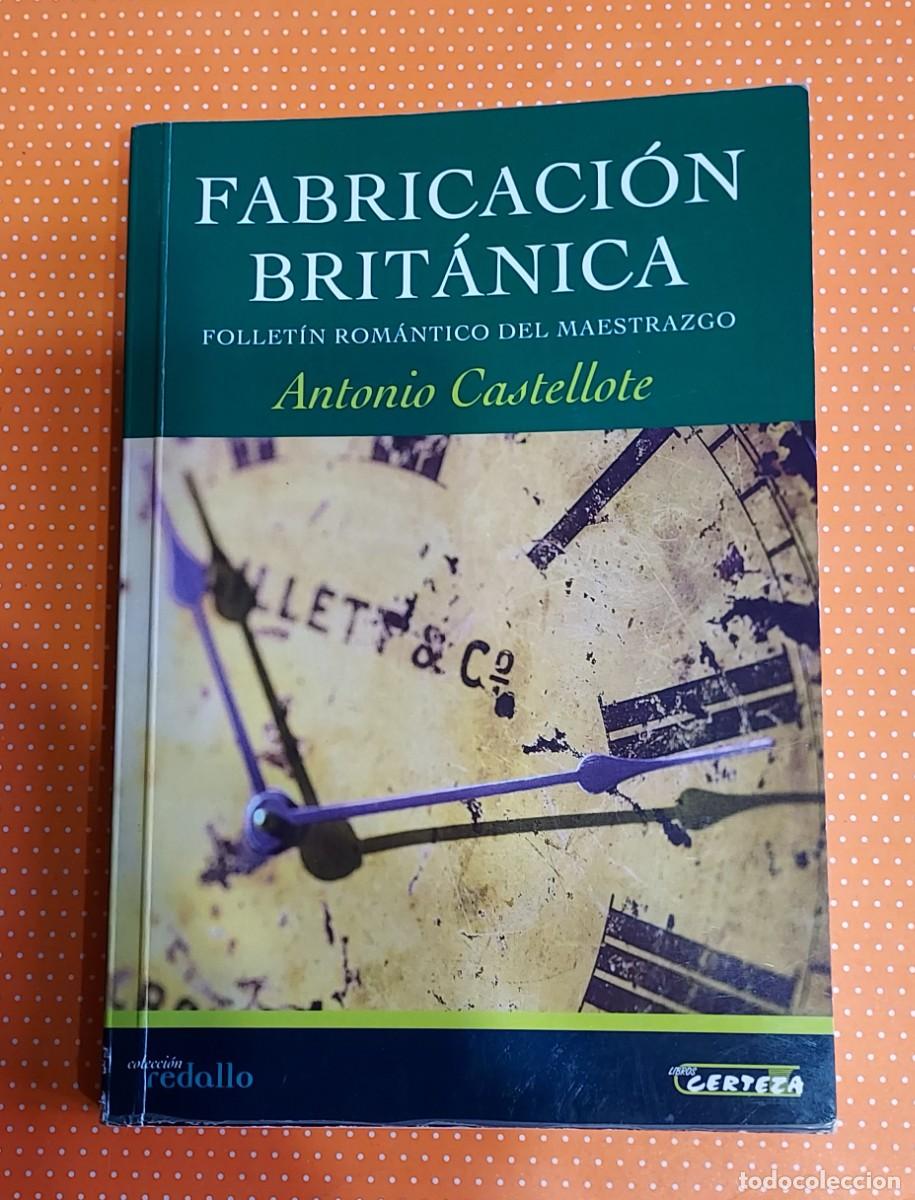 FABRICACIÓN
BRITÁNICA
FOLLETÍN ROMÁNTICO DEL MAESTRAZGO
Antonio Castellote
LLETT & Cº
colección
redallo
LIBROS
CERTEZA
todocoleccion